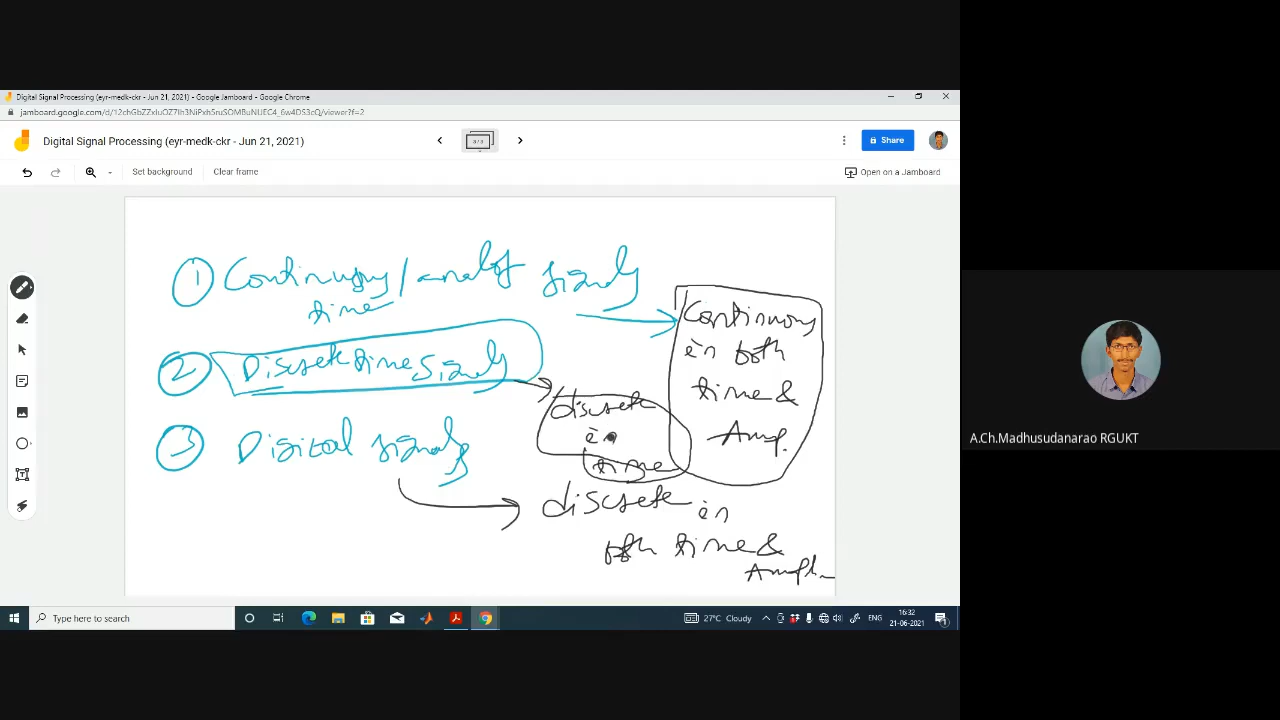 Digital Signal Processing (eyr-medk-ckr - Jun 21, 2021) - Google Jamboard - Google Chrome
Digital Signal Processing (eyr-medk-ckr - Jun 21, 2021)
3 / 3
Share
Set background
Clear frame
Open on a Jamboard
① Continuous / analog signals
time
② Discrete time signals
③ Digital signals
Continuous
in both
time &
Amp.
discrete
in
time
discrete in
both time &
Ampl.
A.Ch.Madhusudanarao RGUKT
Type here to search
27°C Cloudy
ENG
16:32
21-06-2021